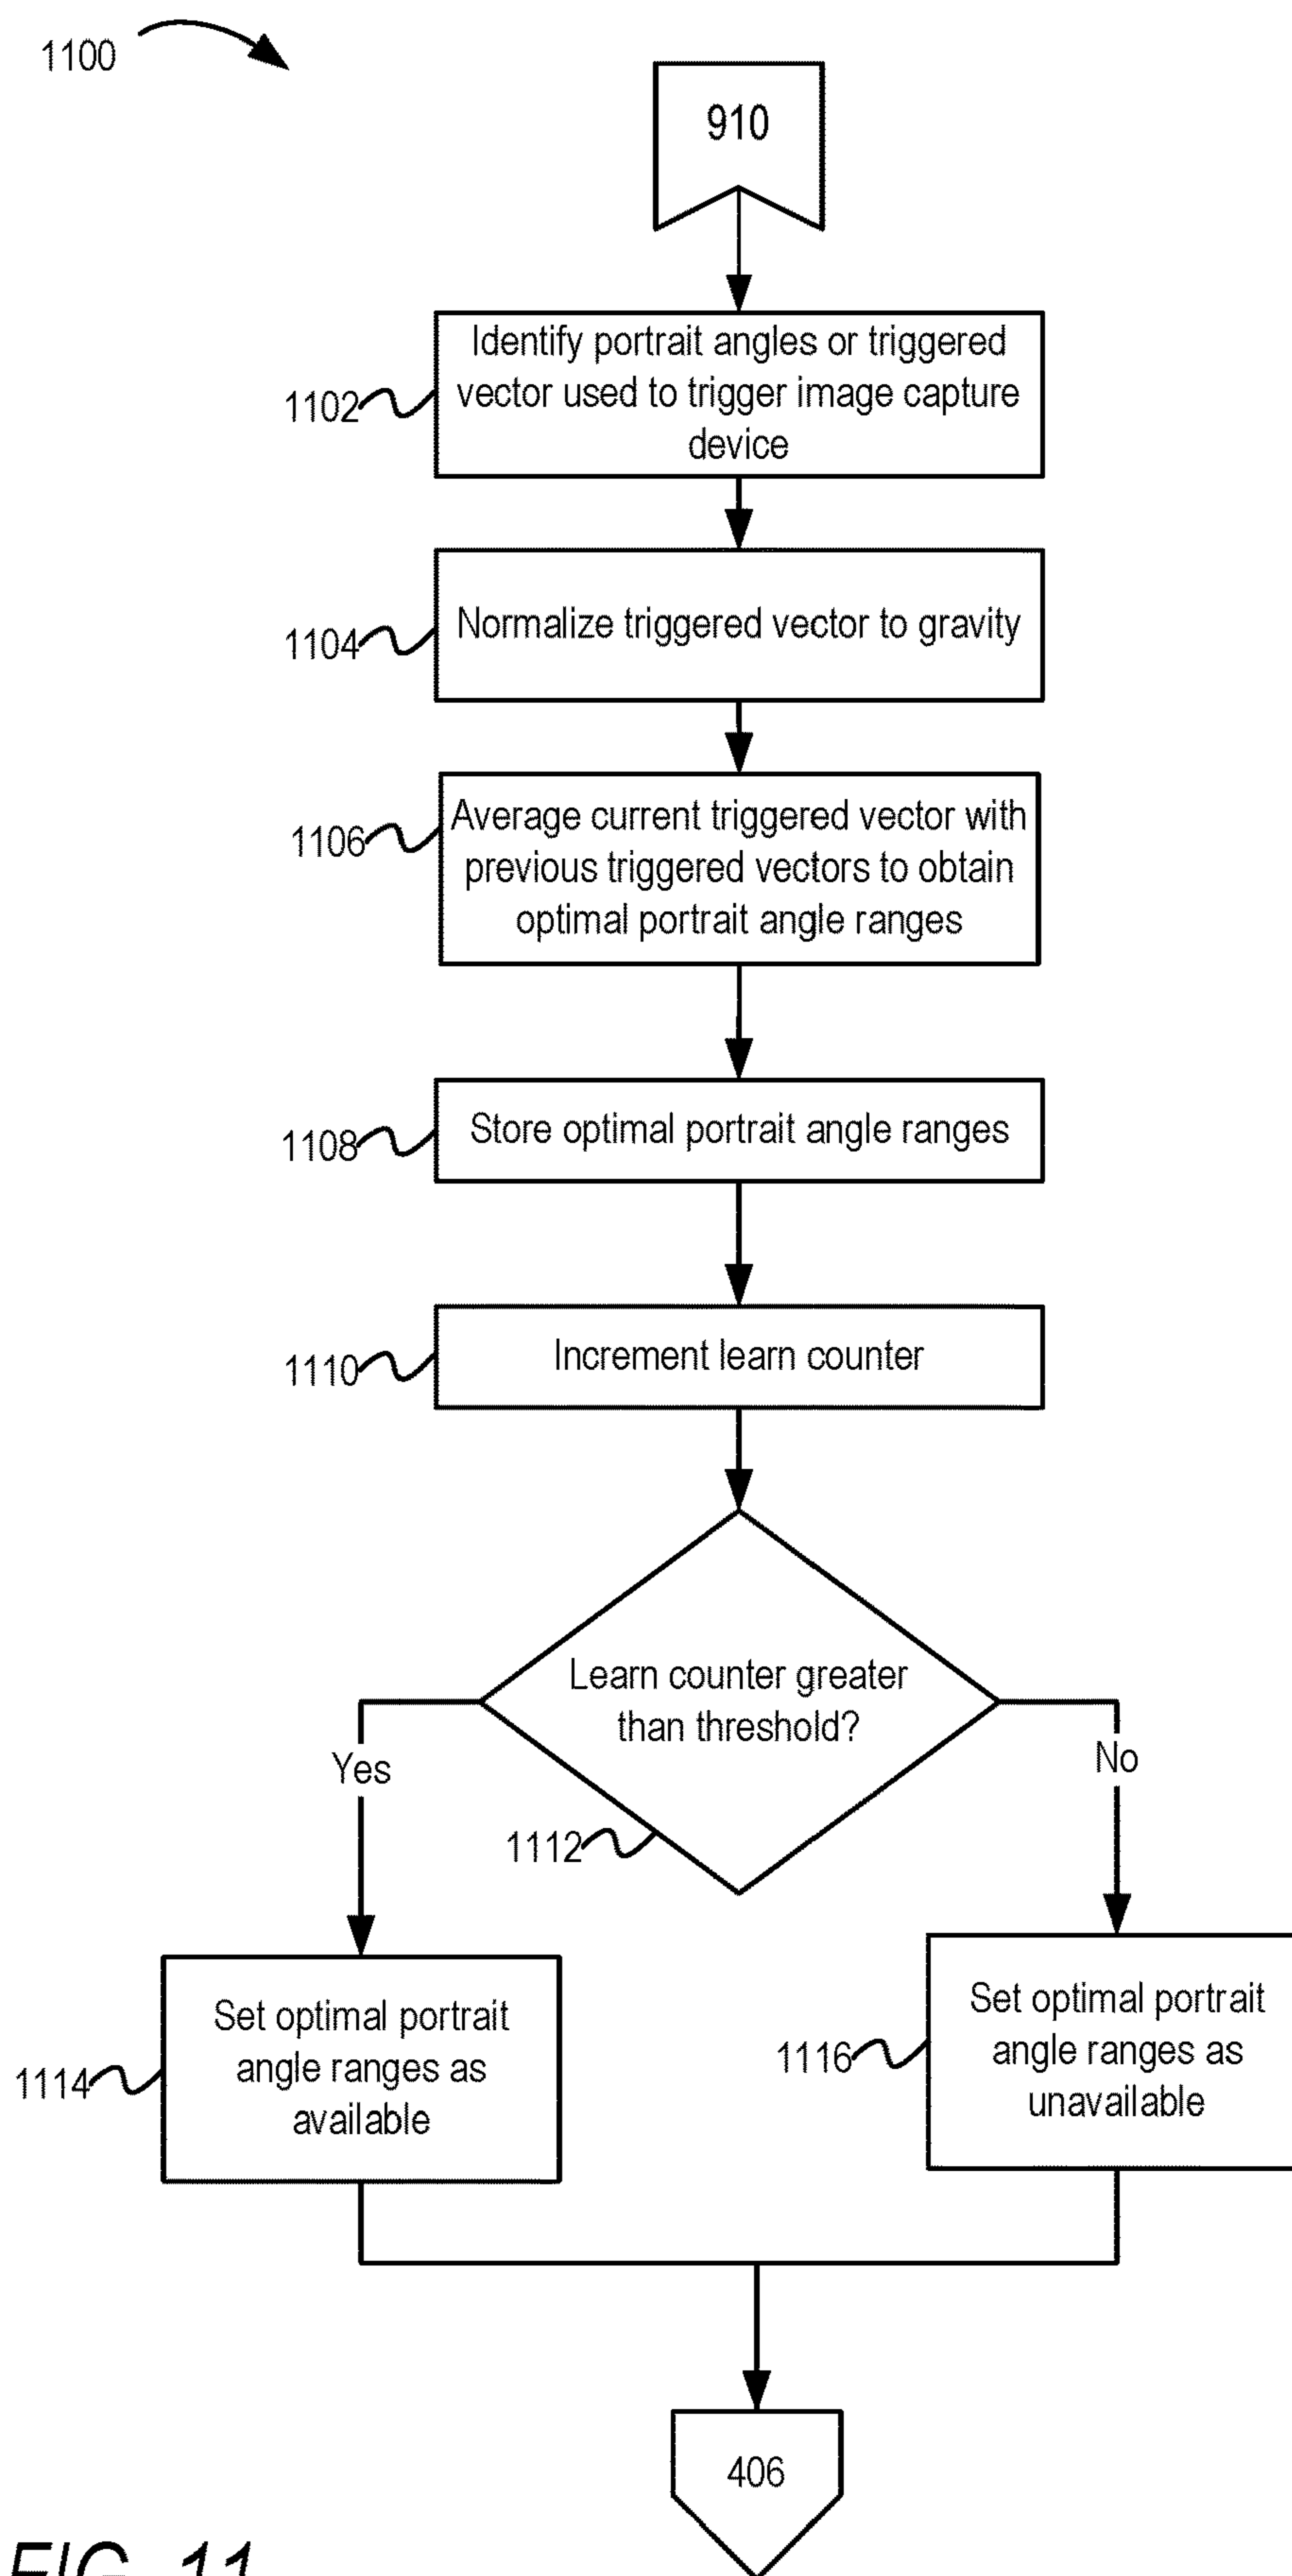 1100
910
Identify portrait angles or triggered
vector used to trigger image capture
device
1102
Normalize triggered vector to gravity
1104
Average current triggered vector with
previous triggered vectors to obtain
optimal portrait angle ranges
1106
Store optimal portrait angle ranges
1108
Increment learn counter
1110
Learn counter greater
than threshold?
Yes
No
1112
Set optimal portrait
angle ranges as
available
1114
Set optimal portrait
angle ranges as
unavailable
1116
406
FIG. 11